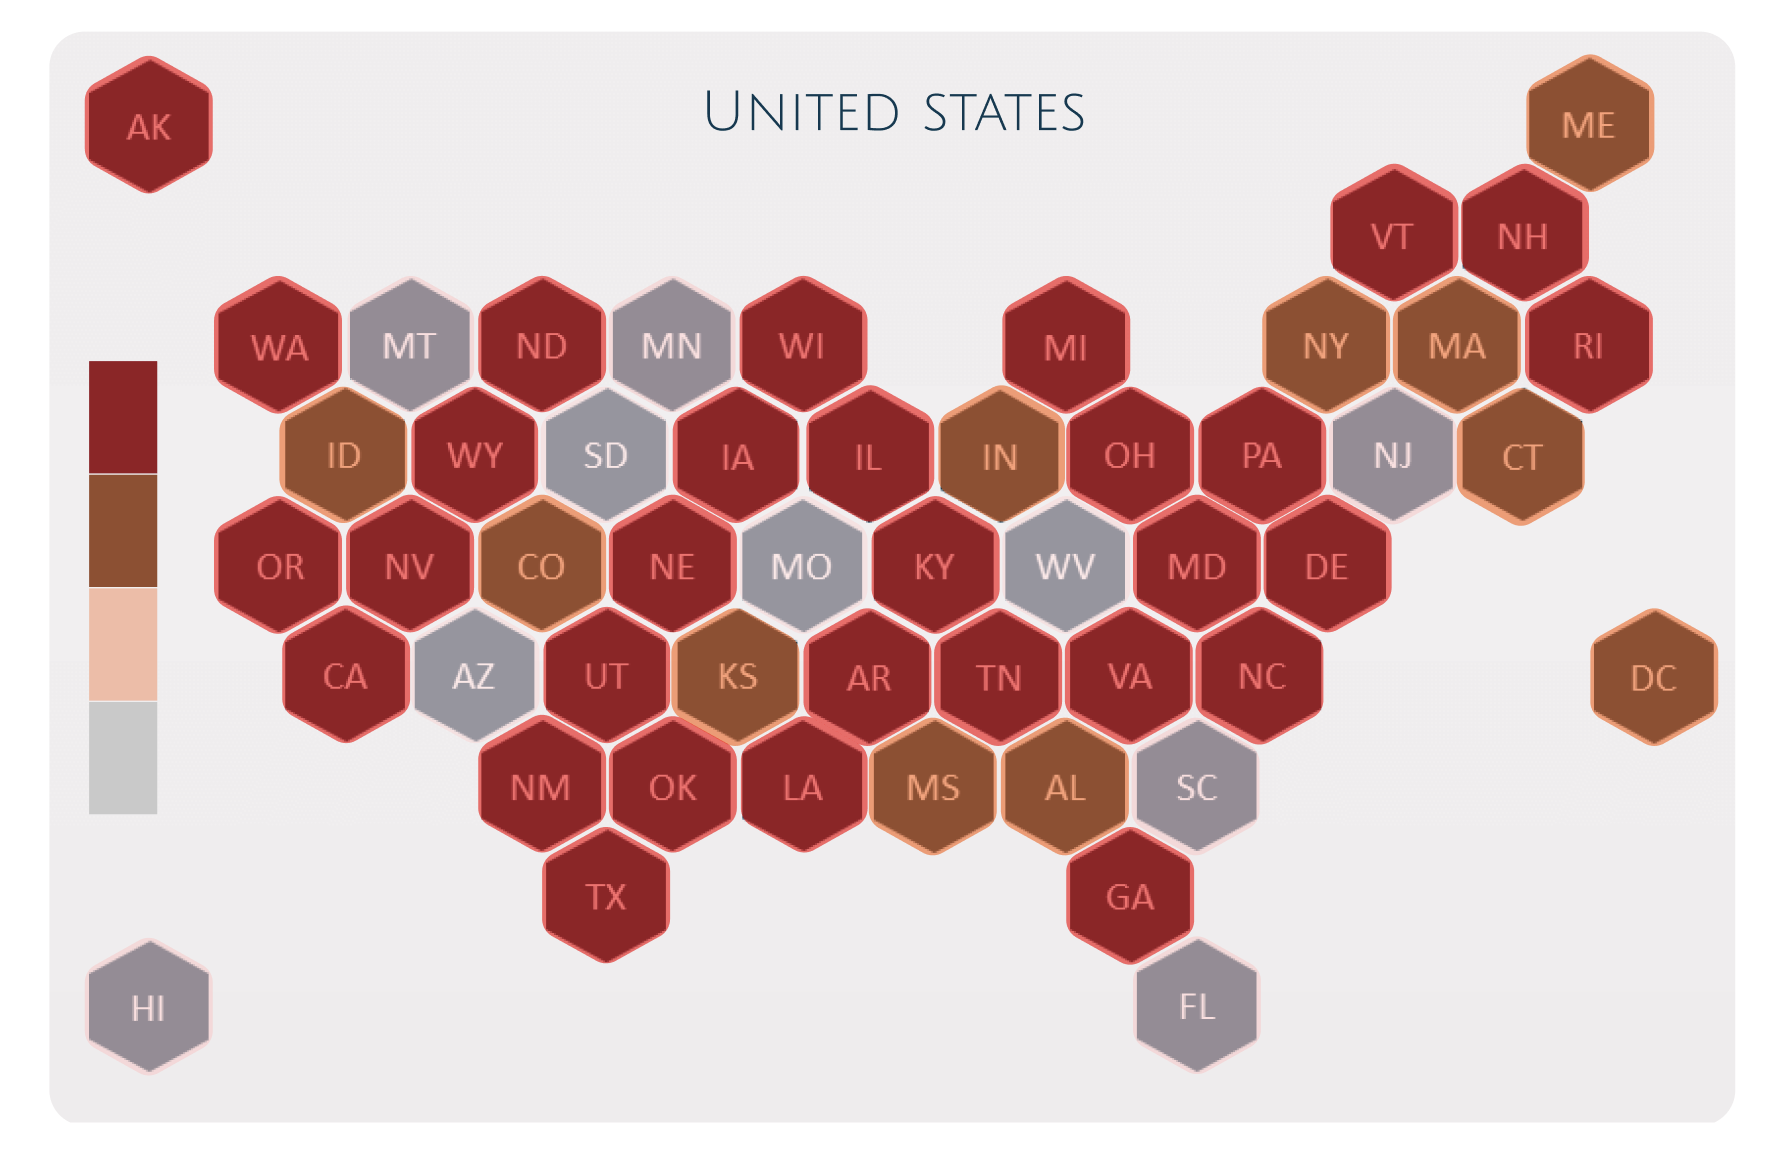 UNITED STATES
AK
ME
VT NH
WA MT ND MN WI MI NY MA RI
ID WY SD IA IL IN OH PA NJ CT
OR NV CO NE MO KY WV MD DE
CA AZ UT KS AR TN VA NC DC
NM OK LA MS AL SC
TX GA
HI FL